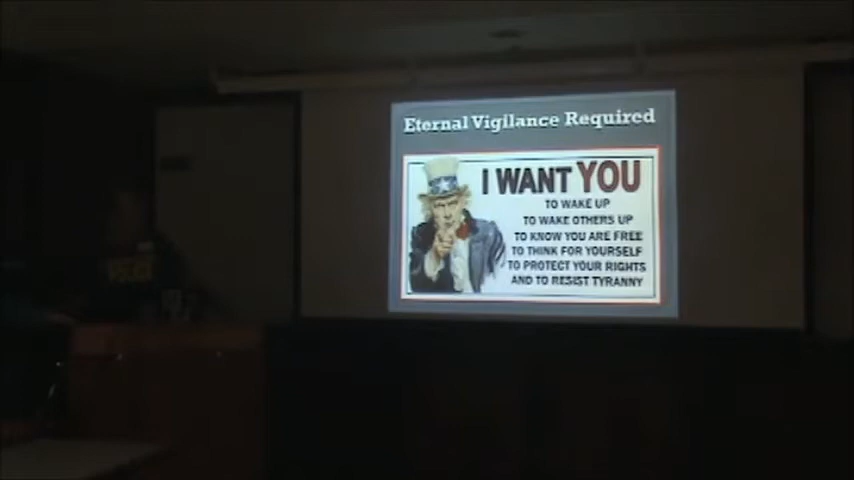 Eternal Vigilance Required
I WANT YOU
TO WAKE UP
TO WAKE OTHERS UP
TO KNOW YOU ARE FREE
TO THINK FOR YOURSELF
TO PROTECT YOUR RIGHTS
AND TO RESIST TYRANNY